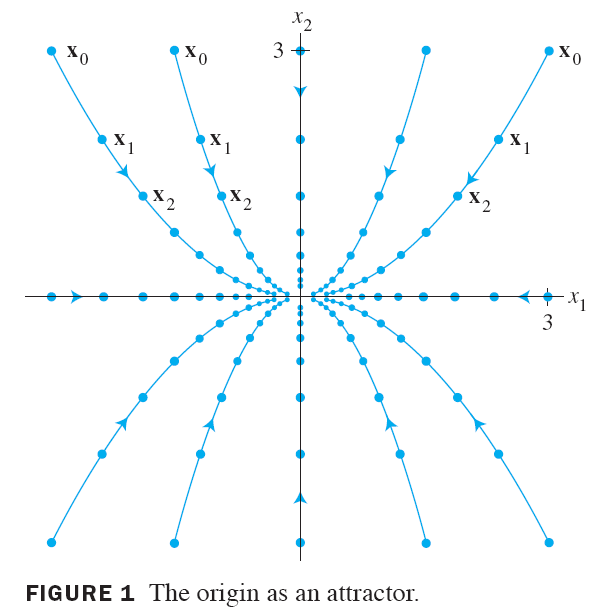 x₂
3
x₀ x₀ x₀
x₁ x₁ x₁
x₂ x₂ x₂
x₁
3
FIGURE 1 The origin as an attractor.